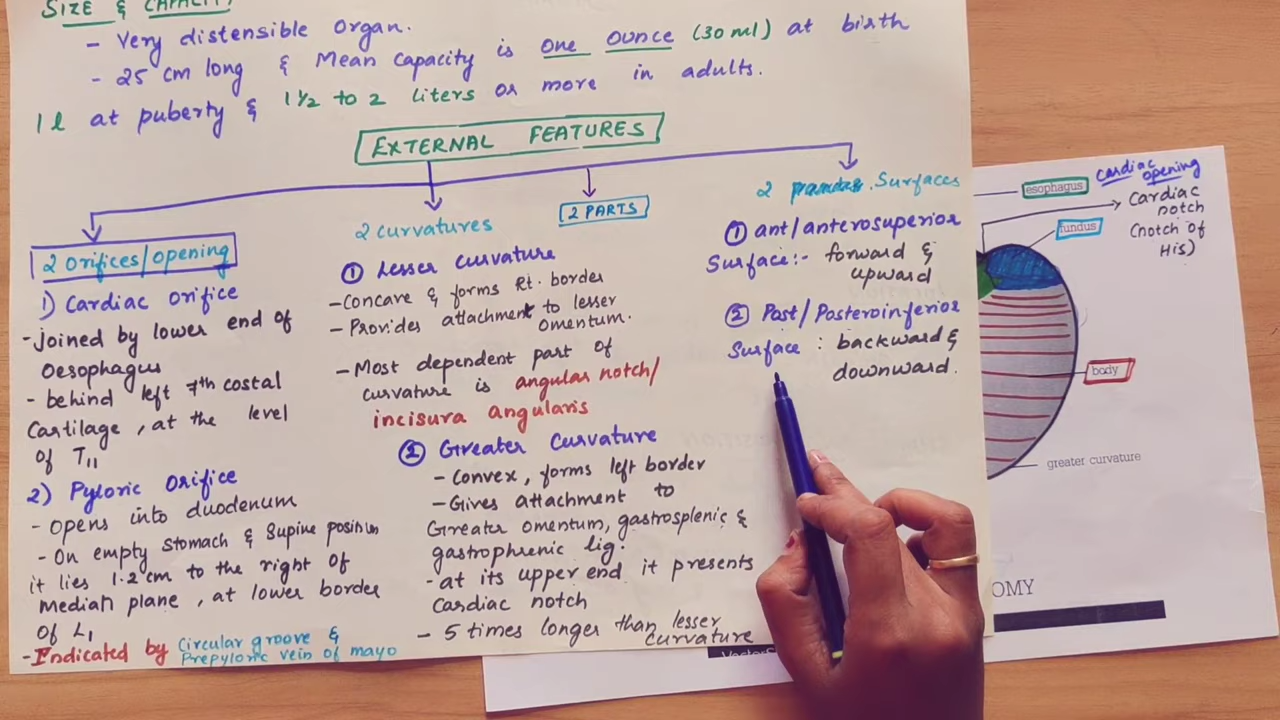 SIZE & CAPACITY
- Very distensible organ.
- 25 cm long & Mean capacity is one ounce (30 ml) at birth
1 l at puberty & 1 1/2 to 2 liters or more in adults.
EXTERNAL FEATURES
2 Orifices/opening
1) Cardiac orifice
- Joined by lower end of
Oesophagus
- behind left 7th costal
Cartilage, at the level
of T11
2) Pyloric Orifice
- Opens into duodenum
- On empty stomach & Supine position
it lies 1.2 cm to the right of
Median plane, at lower border
of L1
- Indicated by Circular groove &
Prepyloric vein of mayo
2 curvatures
① Lesser curvature
- Concave & forms Rt. border
- Provides attachment to lesser
omentum.
- Most dependent part of
curvature is angular notch/
incisura angularis
② Greater Curvature
- Convex, forms left border
- Gives attachment to
Greater omentum, gastrosplenic &
gastrophrenic lig.
- at its upper end it presents
Cardiac notch
- 5 times longer than lesser
curvature
2 PARTS
2 Surfaces
① ant/anterosuperior
Surface:- forward &
upward
② Post/Posteroinferior
Surface : backward &
downward.
esophagus
cardiac
opening
Cardiac
notch
(notch of
His)
fundus
body
greater curvature
OMY